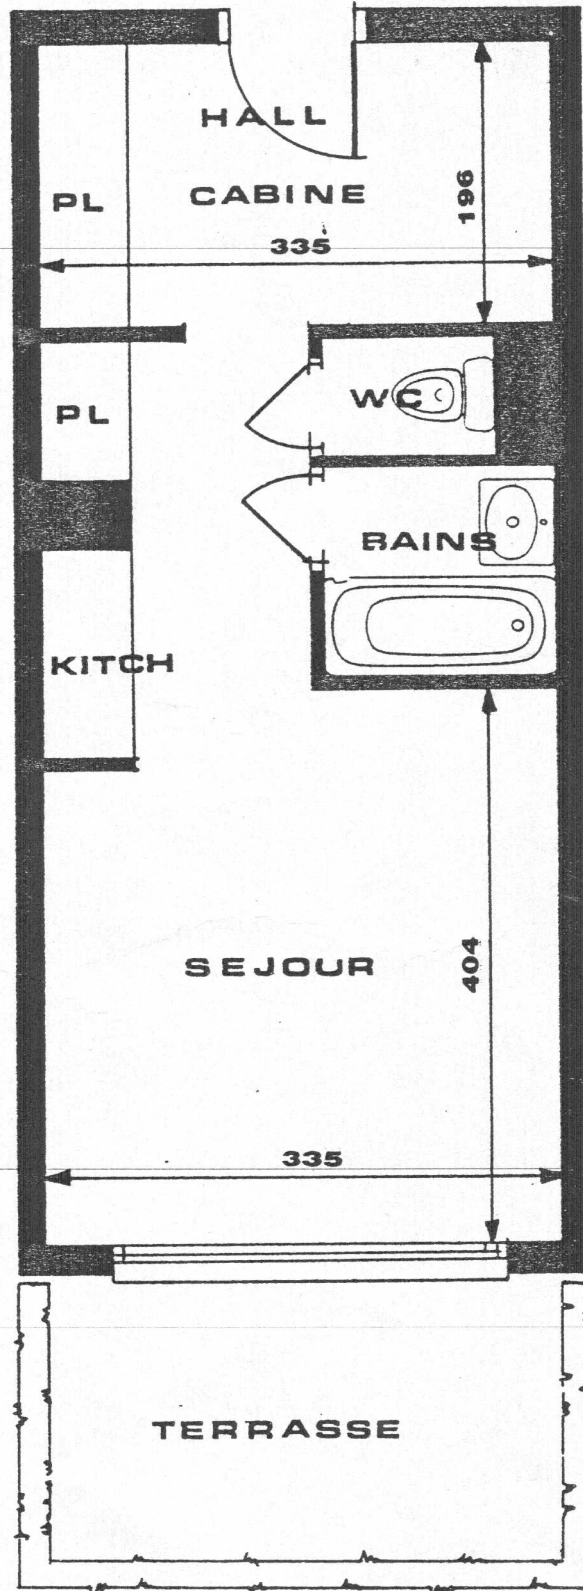 HALL
CABINE
PL
196
335
WC
PL
BAINS
KITCH
SEJOUR
404
335
TERRASSE